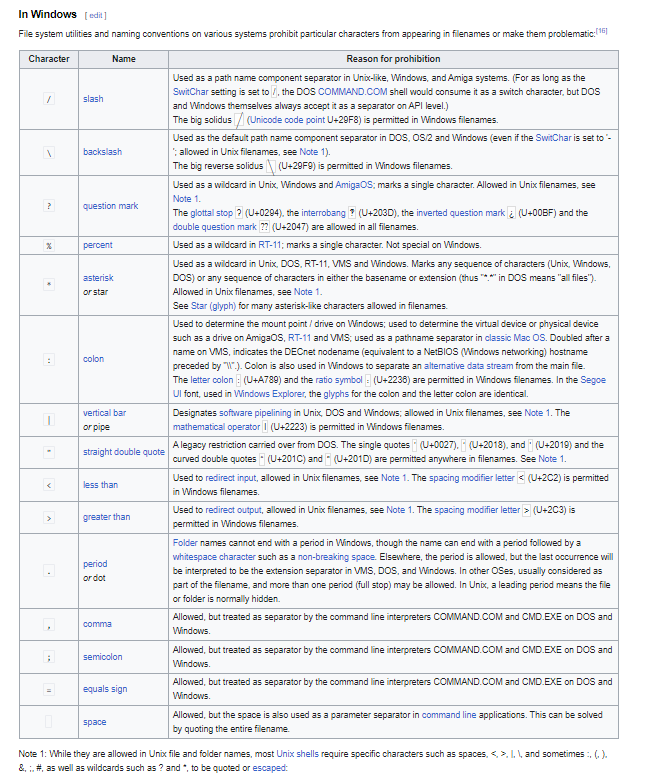 In Windows [ edit ]
File system utilities and naming conventions on various systems prohibit particular characters from appearing in filenames or make them problematic:[16]
Character Name Reason for prohibition
/ slash Used as a path name component separator in Unix-like, Windows, and Amiga systems. (For as long as the
SwitChar setting is set to /, the DOS COMMAND.COM shell would consume it as a switch character, but DOS
and Windows themselves always accept it as a separator on API level.)
The big solidus ⧸ (Unicode code point U+29F8) is permitted in Windows filenames.
\ backslash Used as the default path name component separator in DOS, OS/2 and Windows (even if the SwitChar is set to '-
'; allowed in Unix filenames, see Note 1).
The big reverse solidus ⧹ (U+29F9) is permitted in Windows filenames.
? question mark Used as a wildcard in Unix, Windows and AmigaOS; marks a single character. Allowed in Unix filenames, see
Note 1.
The glottal stop ʔ (U+0294), the interrobang ‽ (U+203D), the inverted question mark ¿ (U+00BF) and the
double question mark ⁇ (U+2047) are allowed in all filenames.
% percent Used as a wildcard in RT-11; marks a single character. Not special on Windows.
* asterisk
or star
Used as a wildcard in Unix, DOS, RT-11, VMS and Windows. Marks any sequence of characters (Unix, Windows,
DOS) or any sequence of characters in either the basename or extension (thus "*.*" in DOS means "all files").
Allowed in Unix filenames, see Note 1.
See Star (glyph) for many asterisk-like characters allowed in filenames.
: colon Used to determine the mount point / drive on Windows; used to determine the virtual device or physical device
such as a drive on AmigaOS, RT-11 and VMS; used as a pathname separator in classic Mac OS. Doubled after a
name on VMS, indicates the DECnet nodename (equivalent to a NetBIOS (Windows networking) hostname
preceded by "\\".). Colon is also used in Windows to separate an alternative data stream from the main file.
The letter colon ꞉ (U+A789) and the ratio symbol ∶ (U+2236) are permitted in Windows filenames. In the Segoe
UI font, used in Windows Explorer, the glyphs for the colon and the letter colon are identical.
| vertical bar
or pipe
Designates software pipelining in Unix, DOS and Windows; allowed in Unix filenames, see Note 1. The
mathematical operator ∣ (U+2223) is permitted in Windows filenames.
" straight double quote A legacy restriction carried over from DOS. The single quotes ' (U+0027), ‘ (U+2018), and ’ (U+2019) and the
curved double quotes “ (U+201C) and ” (U+201D) are permitted anywhere in filenames. See Note 1.
< less than Used to redirect input, allowed in Unix filenames, see Note 1. The spacing modifier letter ˂ (U+2C2) is permitted
in Windows filenames.
> greater than Used to redirect output, allowed in Unix filenames, see Note 1. The spacing modifier letter ˃ (U+2C3) is
permitted in Windows filenames.
. period
or dot
Folder names cannot end with a period in Windows, though the name can end with a period followed by a
whitespace character such as a non-breaking space. Elsewhere, the period is allowed, but the last occurrence will
be interpreted to be the extension separator in VMS, DOS, and Windows. In other OSes, usually considered as
part of the filename, and more than one period (full stop) may be allowed. In Unix, a leading period means the file
or folder is normally hidden.
, comma Allowed, but treated as separator by the command line interpreters COMMAND.COM and CMD.EXE on DOS and
Windows.
; semicolon Allowed, but treated as separator by the command line interpreters COMMAND.COM and CMD.EXE on DOS and
Windows.
= equals sign Allowed, but treated as separator by the command line interpreters COMMAND.COM and CMD.EXE on DOS and
Windows.
space Allowed, but the space is also used as a parameter separator in command line applications. This can be solved
by quoting the entire filename.
Note 1: While they are allowed in Unix file and folder names, most Unix shells require specific characters such as spaces, <, >, |, \, and sometimes :, (, ),
&, ;, #, as well as wildcards such as ? and *, to be quoted or escaped: